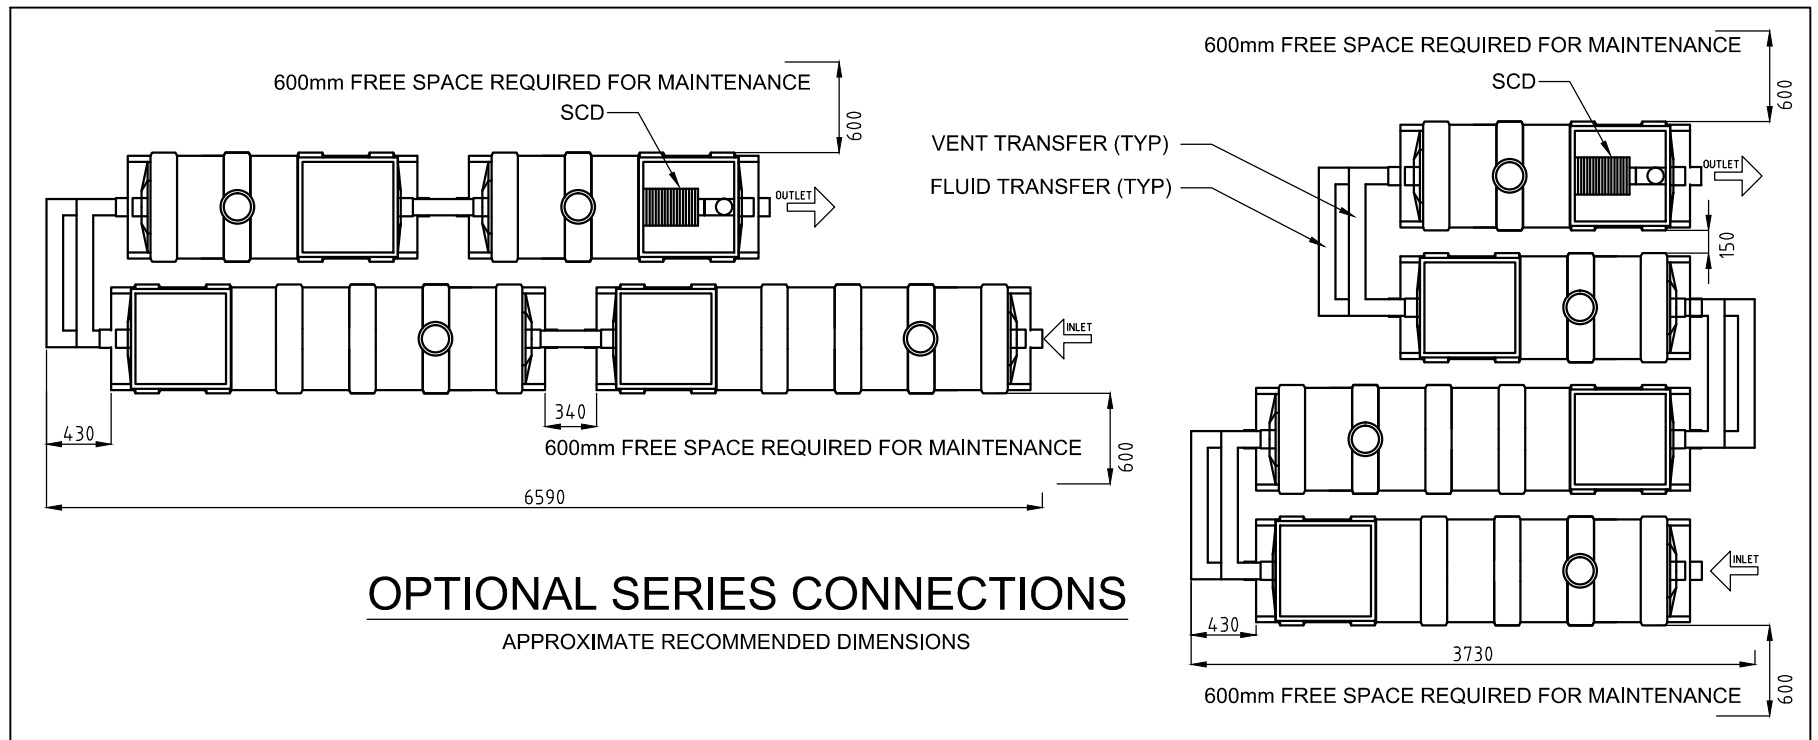 600mm FREE SPACE REQUIRED FOR MAINTENANCE
SCD
600
OUTLET
INLET
430
340
600mm FREE SPACE REQUIRED FOR MAINTENANCE
600
6590
OPTIONAL SERIES CONNECTIONS
APPROXIMATE RECOMMENDED DIMENSIONS
600mm FREE SPACE REQUIRED FOR MAINTENANCE
SCD
600
VENT TRANSFER (TYP)
FLUID TRANSFER (TYP)
OUTLET
150
INLET
430
3730
600mm FREE SPACE REQUIRED FOR MAINTENANCE
600